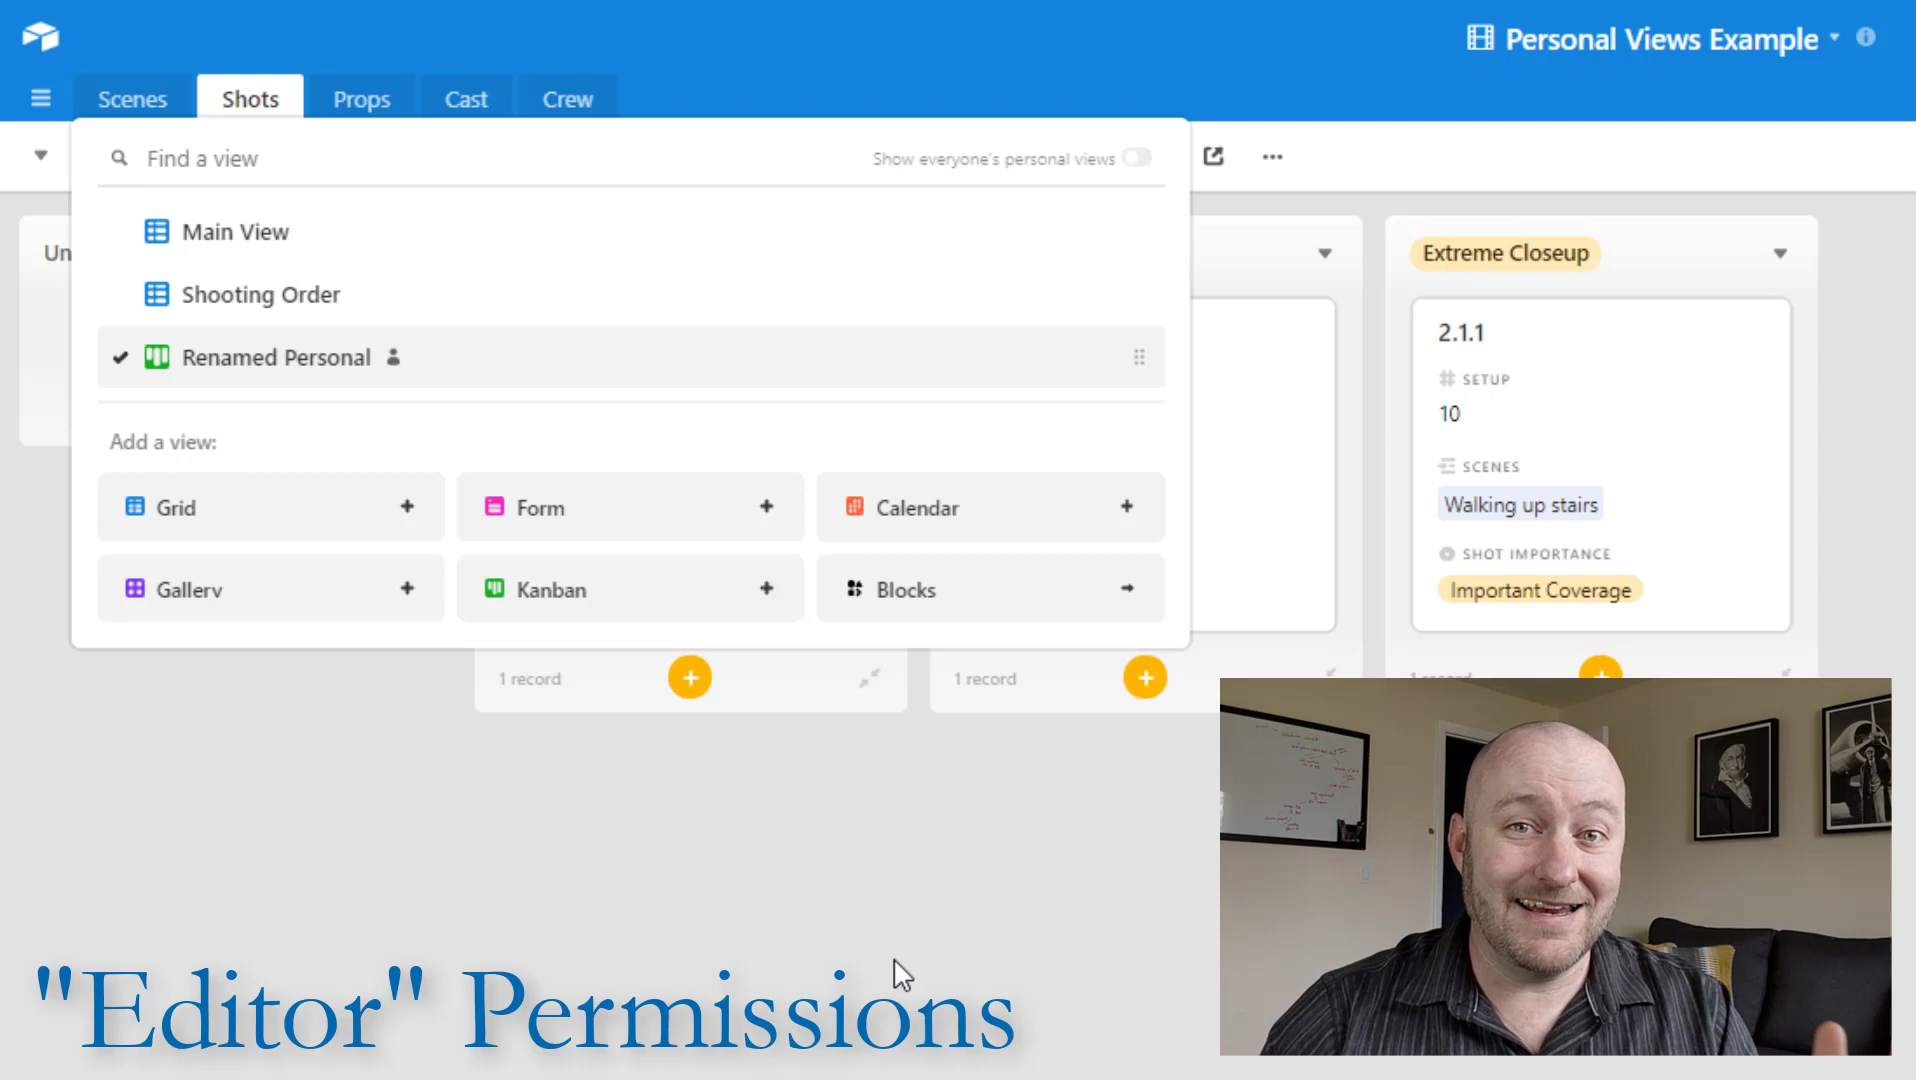 Personal Views Example
Scenes
Shots
Props
Cast
Crew
Find a view
Show everyone's personal views
Main View
Shooting Order
Renamed Personal
Add a view:
Grid
Form
Calendar
Gallery
Kanban
Blocks
Un
Extreme Closeup
2.1.1
SETUP
10
SCENES
Walking up stairs
SHOT IMPORTANCE
Important Coverage
1 record
1 record
"Editor" Permissions